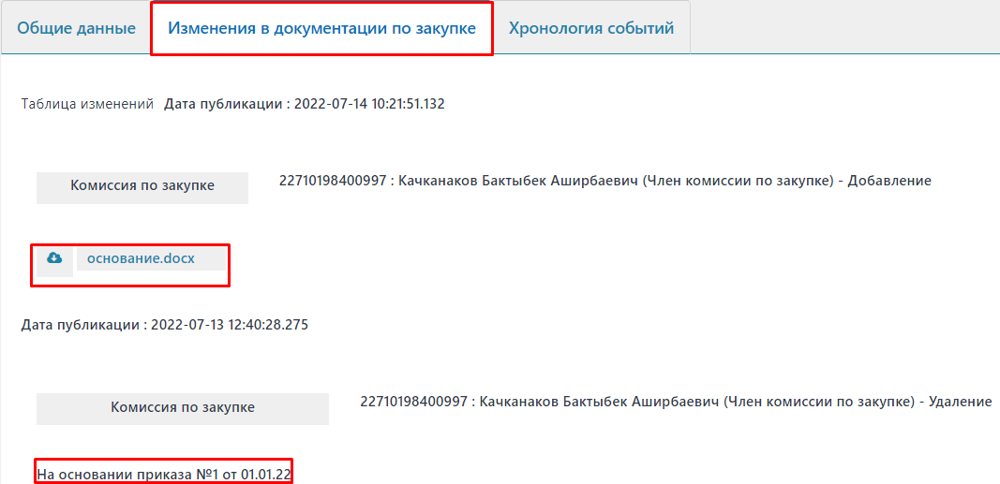 Общие данные Изменения в документации по закупке Хронология событий
Таблица изменений Дата публикации : 2022-07-14 10:21:51.132
Комиссия по закупке 22710198400997 : Качканаков Бактыбек Аширбаевич (Член комиссии по закупке) - Добавление
основание.docx
Дата публикации : 2022-07-13 12:40:28.275
Комиссия по закупке 22710198400997 : Качканаков Бактыбек Аширбаевич (Член комиссии по закупке) - Удаление
На основании приказа №1 от 01.01.22